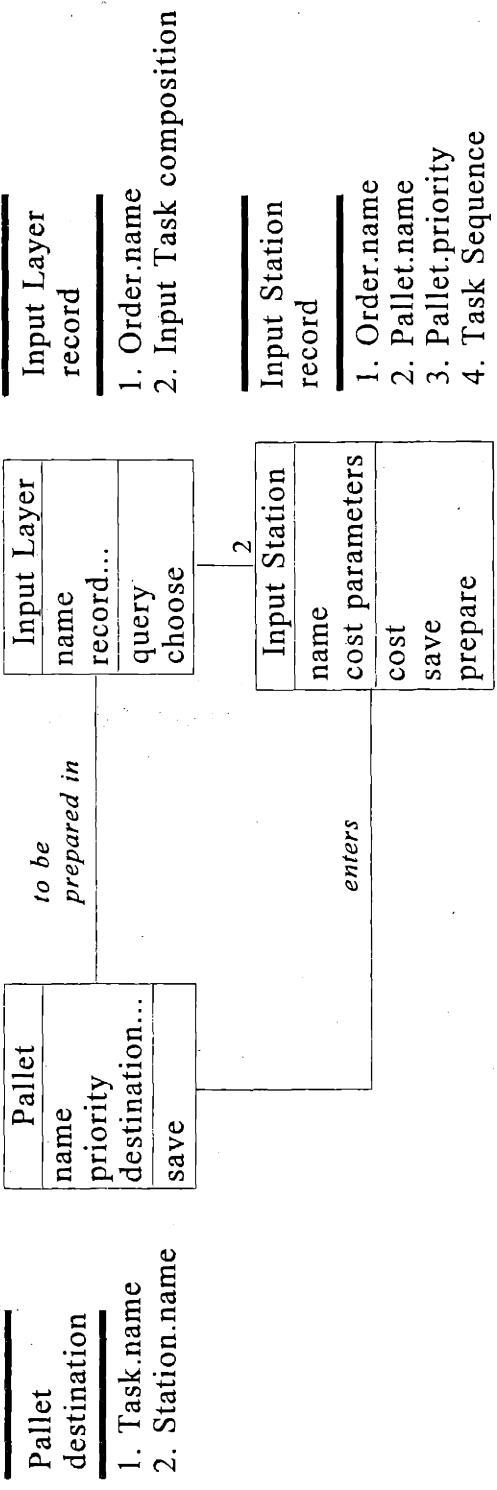 Pallet
destination
1. Task.name
2. Station.name
Pallet
name
priority
destination...
save
to be
prepared in
enters
Input Layer
name
record...
query
choose
2
Input Station
name
cost parameters
cost
save
prepare
Input Layer
record
1. Order.name
2. Input Task composition
Input Station
record
1. Order.name
2. Pallet.name
3. Pallet.priority
4. Task Sequence